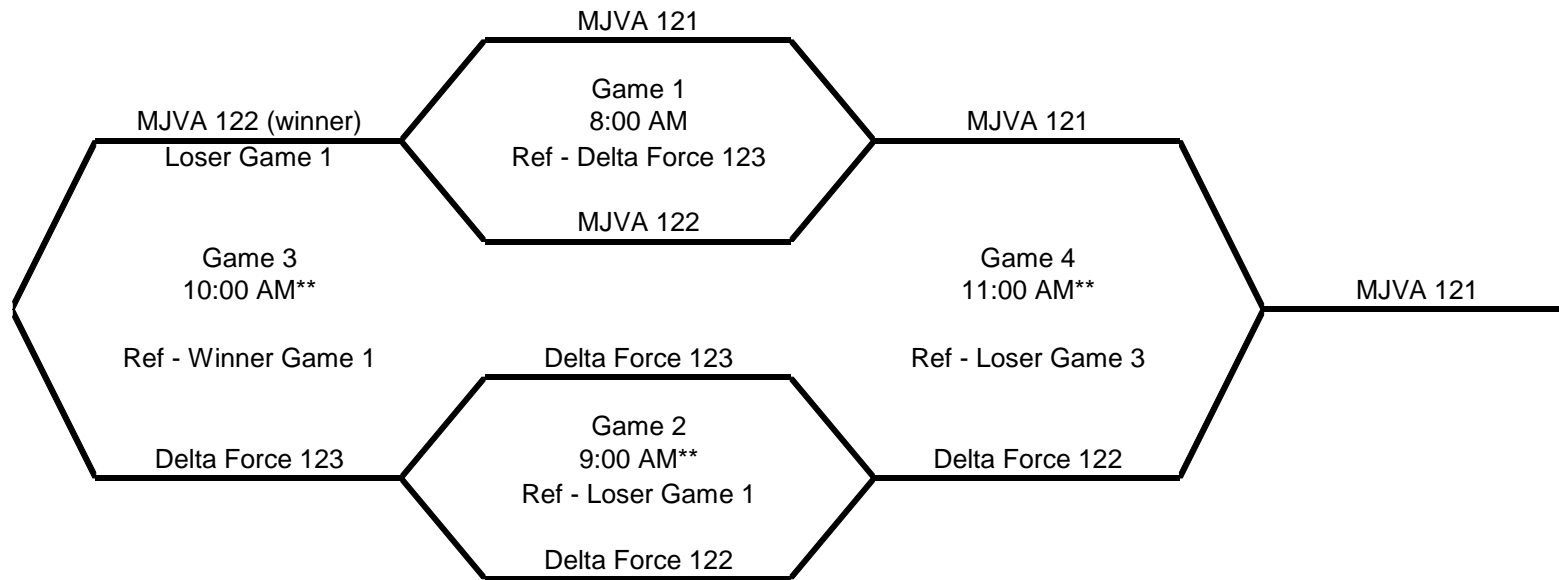 MJVA 121
Game 1
8:00 AM
Ref - Delta Force 123
MJVA 122 (winner)
Loser Game 1
MJVA 121
MJVA 122
Game 3
10:00 AM**
Ref - Winner Game 1
Game 4
11:00 AM**
Ref - Loser Game 3
MJVA 121
Delta Force 123
Game 2
9:00 AM**
Ref - Loser Game 1
Delta Force 123
Delta Force 122
Delta Force 122